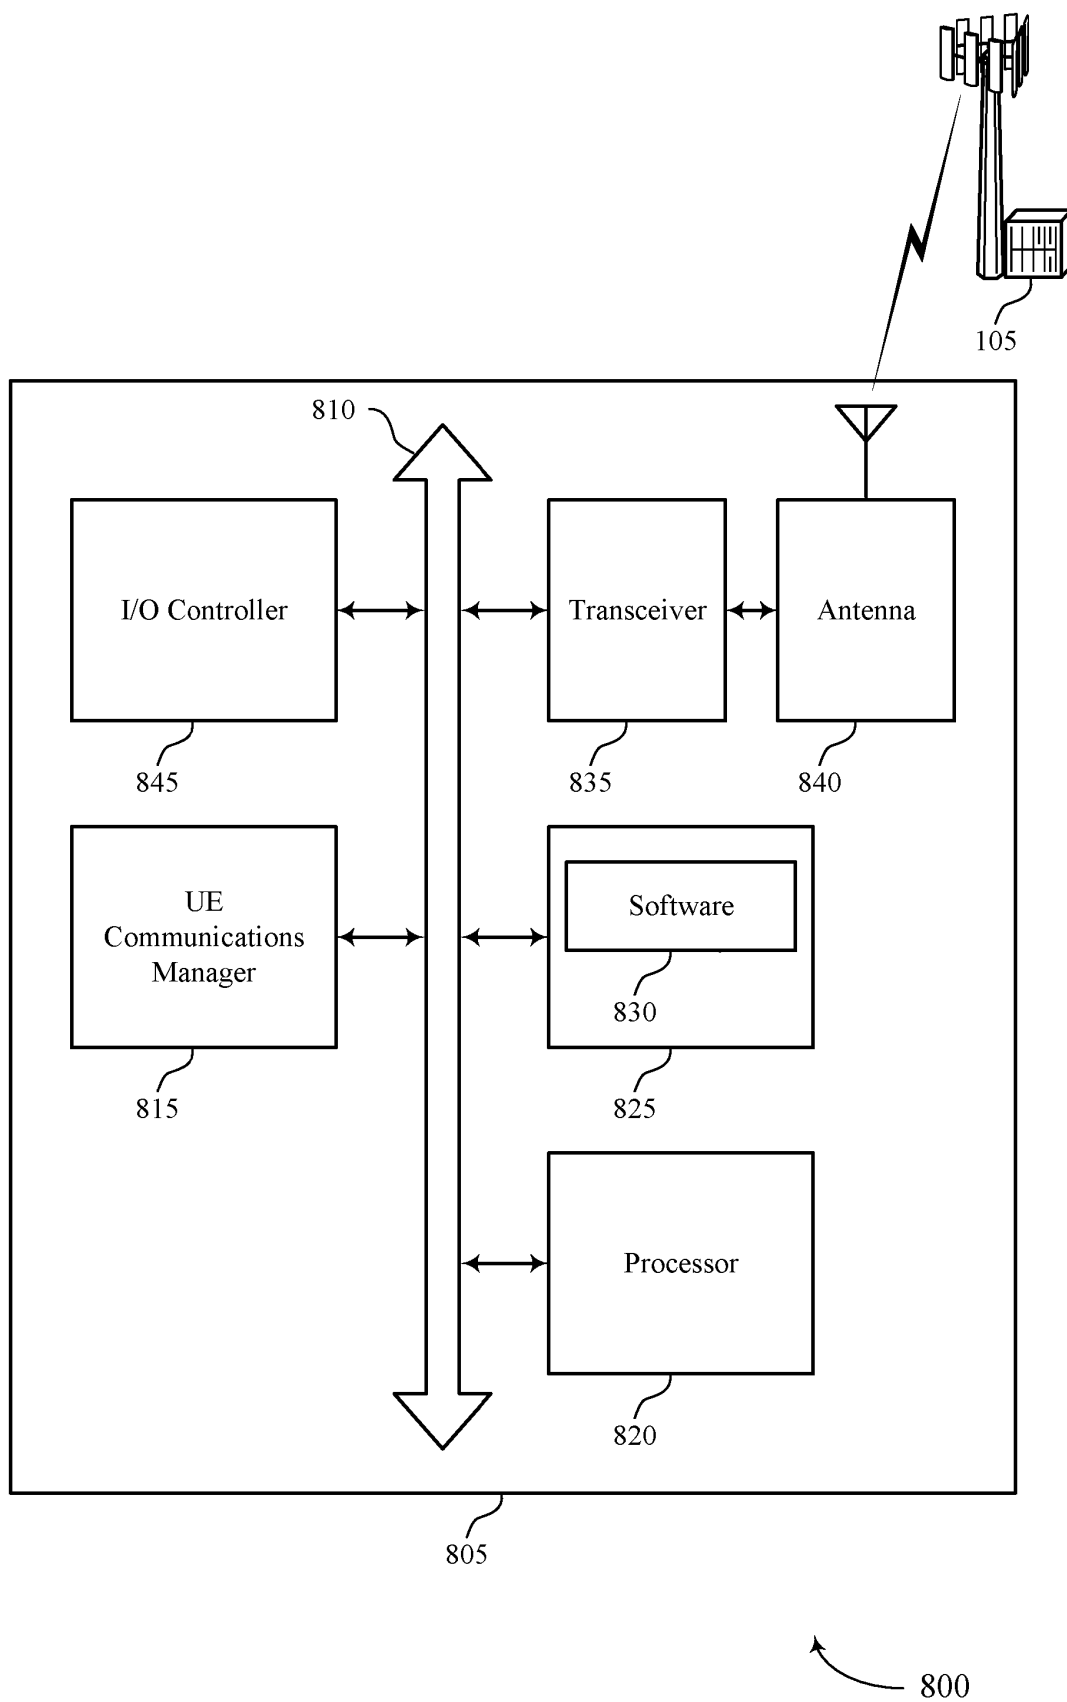 105
810
I/O Controller
Transceiver
Antenna
845
835
840
UE
Communications
Manager
Software
830
815
825
Processor
820
805
800